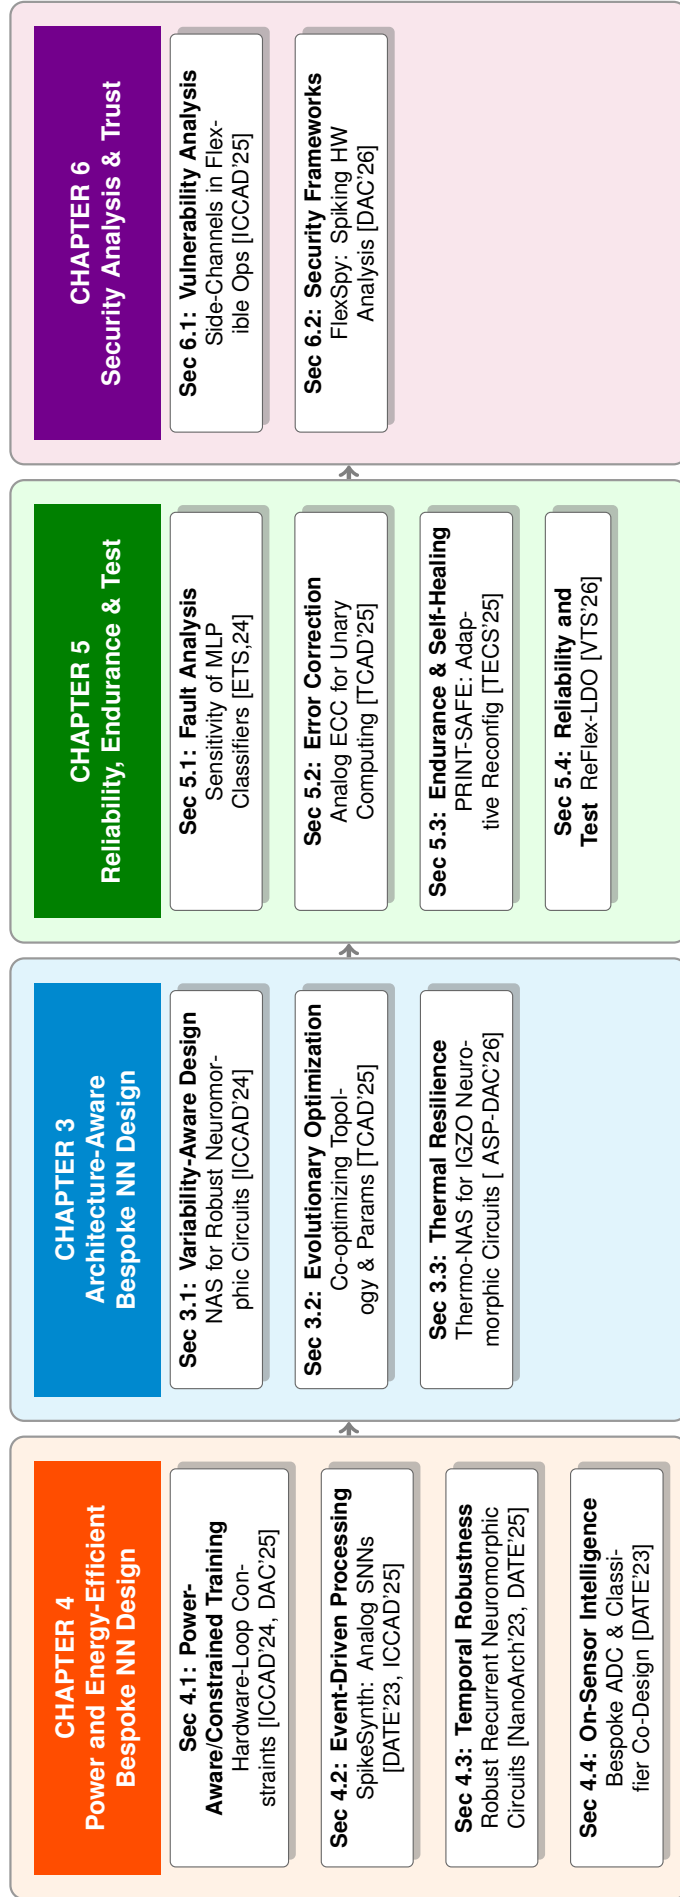 CHAPTER 4
Power and Energy-Efficient
Bespoke NN Design
Sec 4.1: Power-
Aware/Constrained Training
Hardware-Loop Con-
straints [ICCAD'24, DAC'25]
Sec 4.2: Event-Driven Processing
SpikeSynth: Analog SNNs
[DATE'23, ICCAD'25]
Sec 4.3: Temporal Robustness
Robust Recurrent Neuromorphic
Circuits [NanoArch'23, DATE'25]
Sec 4.4: On-Sensor Intelligence
Bespoke ADC & Classi-
fier Co-Design [DATE'23]
CHAPTER 3
Architecture-Aware
Bespoke NN Design
Sec 3.1: Variability-Aware Design
NAS for Robust Neuromor-
phic Circuits [ICCAD'24]
Sec 3.2: Evolutionary Optimization
Co-optimizing Topol-
ogy & Params [TCAD'25]
Sec 3.3: Thermal Resilience
Thermo-NAS for IGZO Neuro-
morphic Circuits [ ASP-DAC'26]
CHAPTER 5
Reliability, Endurance & Test
Sec 5.1: Fault Analysis
Sensitivity of MLP
Classifiers [ETS,24]
Sec 5.2: Error Correction
Analog ECC for Unary
Computing [TCAD'25]
Sec 5.3: Endurance & Self-Healing
PRINT-SAFE: Adap-
tive Reconfig [TECS'25]
Sec 5.4: Reliability and
Test ReFlex-LDO [VTS'26]
CHAPTER 6
Security Analysis & Trust
Sec 6.1: Vulnerability Analysis
Side-Channels in Flex-
ible Ops [ICCAD'25]
Sec 6.2: Security Frameworks
FlexSpy: Spiking HW
Analysis [DAC'26]